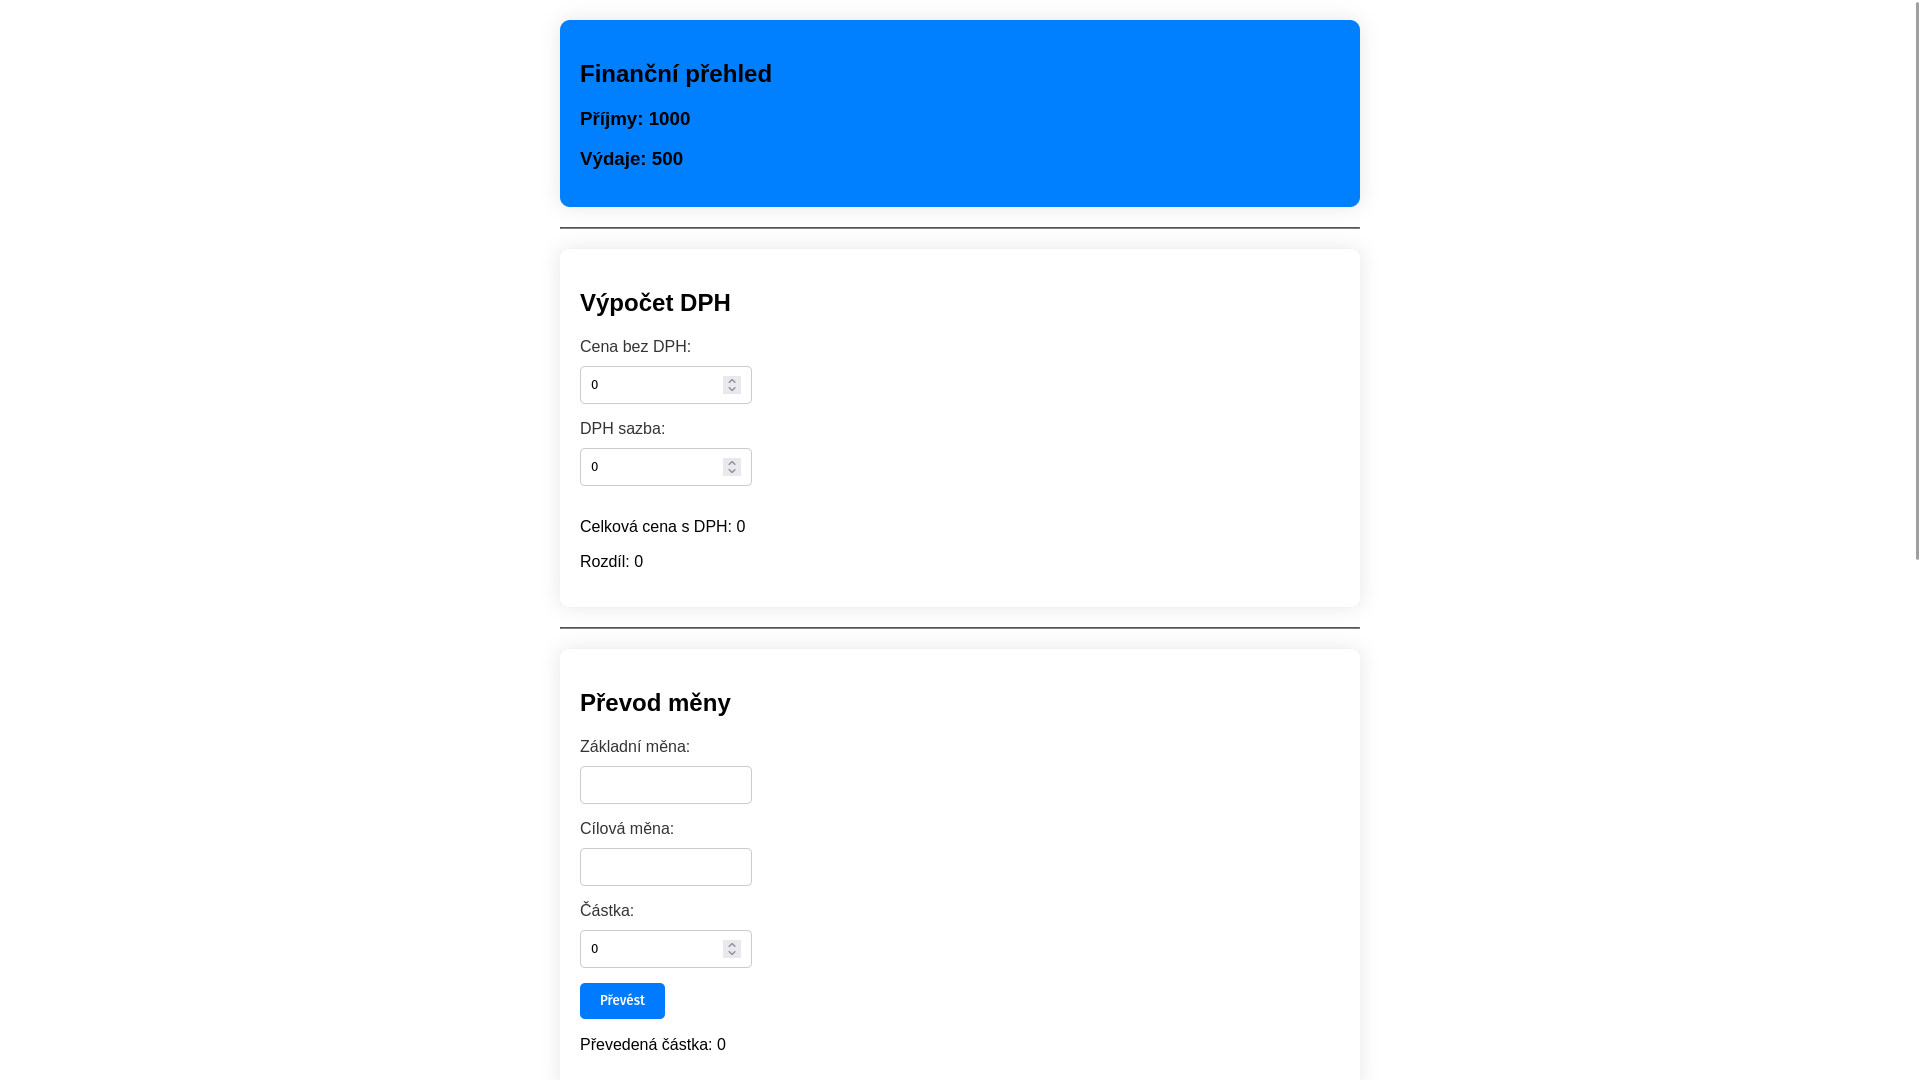 Finanční přehled
Příjmy: 1000
Výdaje: 500
Výpočet DPH
Cena bez DPH:
0
DPH sazba:
0
Celková cena s DPH: 0
Rozdíl: 0
Převod měny
Základní měna:
Cílová měna:
Částka:
0
Převést
Převedená částka: 0